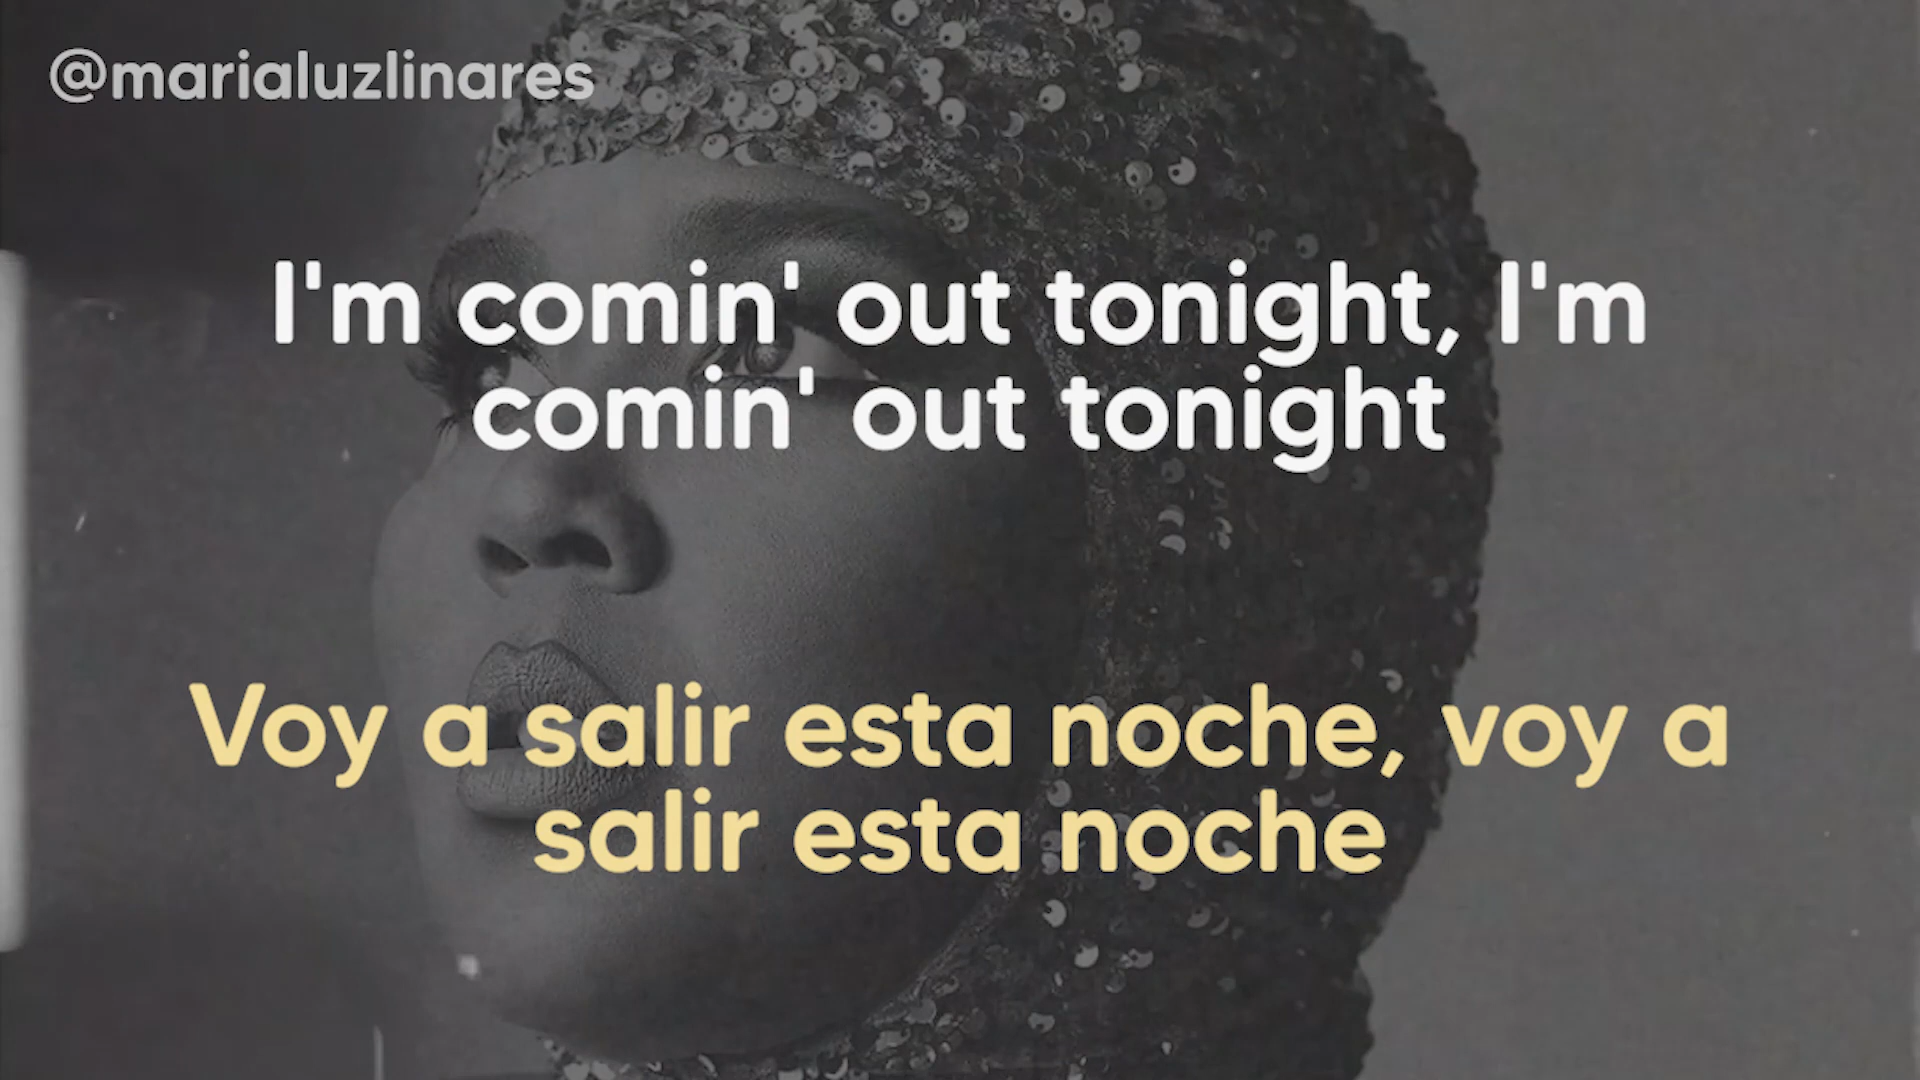 @marialuzlinares
I'm comin' out tonight, I'm
comin' out tonight
Voy a salir esta noche, voy a
salir esta noche